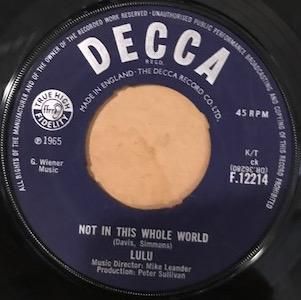 ALL RIGHTS OF THE MANUFACTURER AND OF THE OWNER OF THE RECORDED WORK RESERVED · UNAUTHORISED PUBLIC PERFORMANCE BROADCASTING AND COPYING OF THIS RECORD PROHIBITED
DECCA
REGD.
MADE IN ENGLAND · THE DECCA RECORD CO. LTD.
TRUE HIGH
ffrr
FIDELITY
45 RPM
℗1965
G. Wiener
Music
K/T
ck
(DR.36280)
F.12214
NOT IN THIS WHOLE WORLD
(Davis, Simmons)
LULU
Music Director: Mike Leander
Production: Peter Sullivan